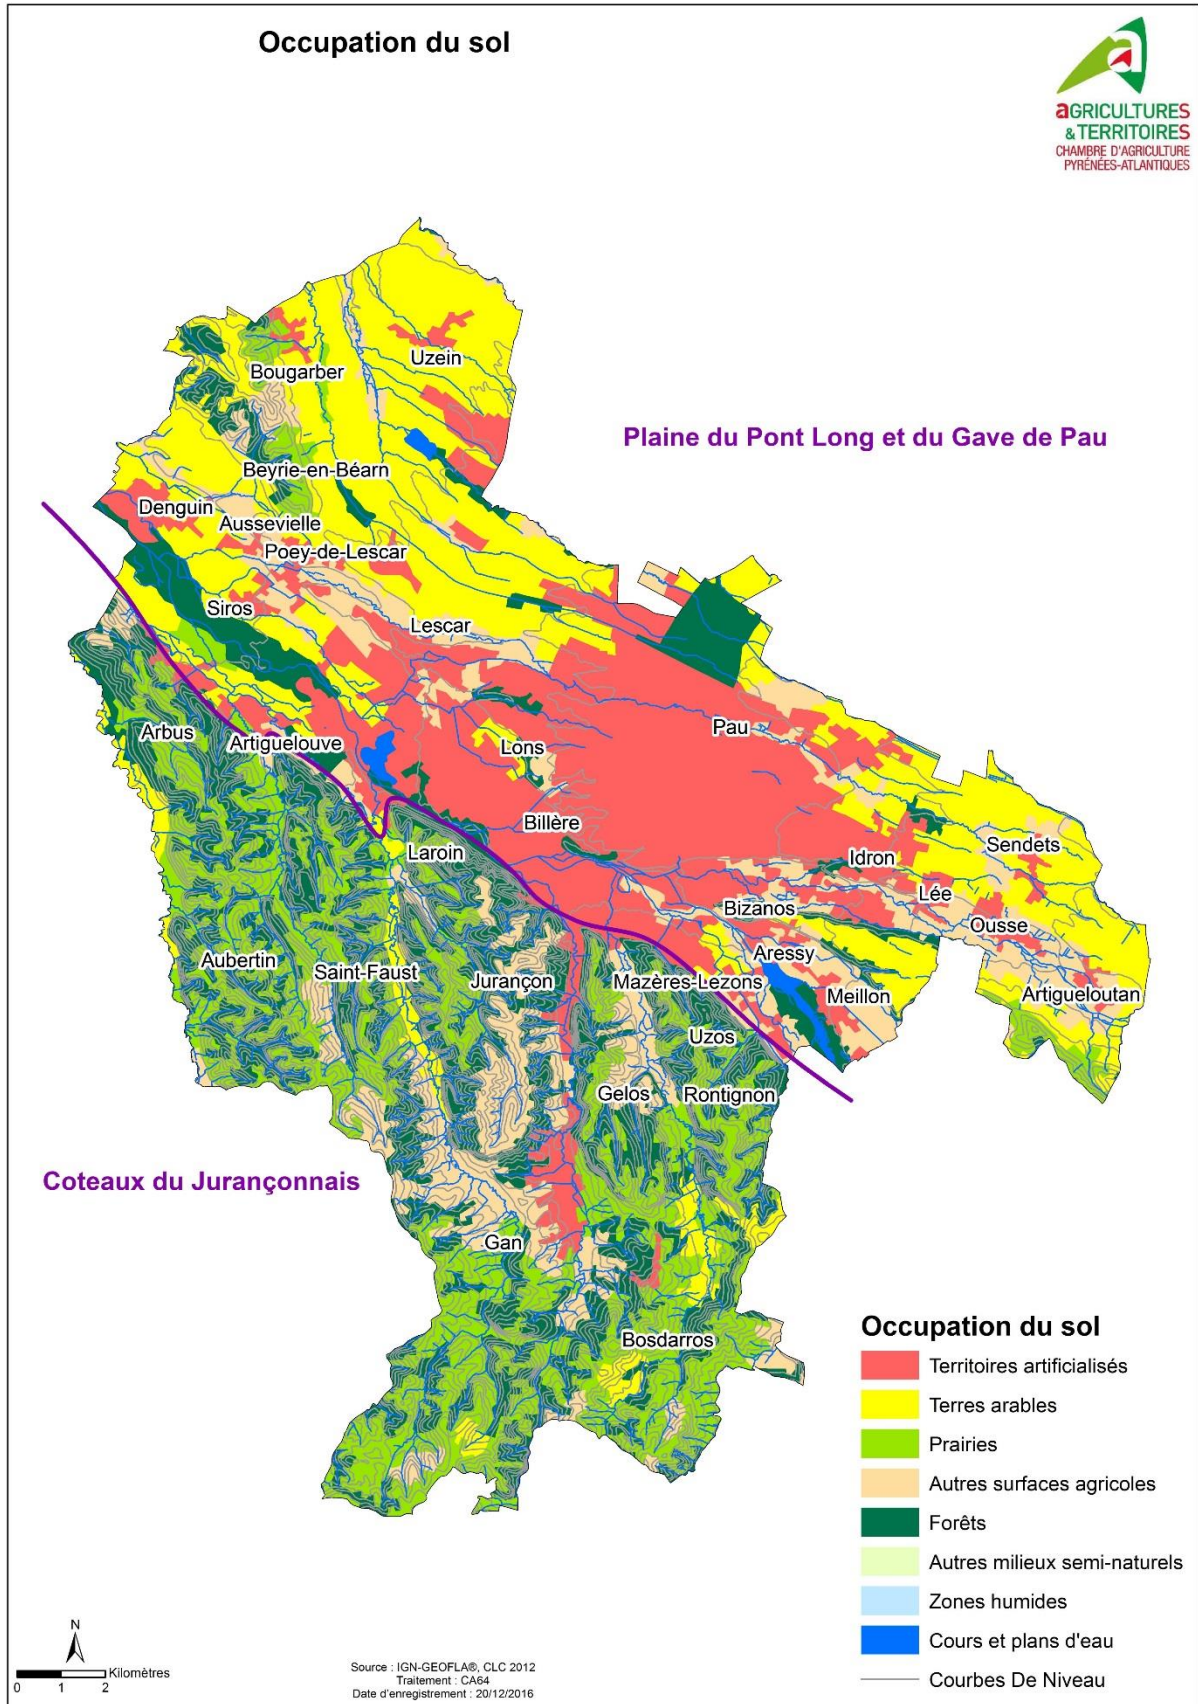 Occupation du sol
aGRICULTURES
& TERRITOIRES
CHAMBRE D'AGRICULTURE
PYRÉNÉES-ATLANTIQUES
Uzein
Bougarber
Plaine du Pont Long et du Gave de Pau
Beyrie-en-Béarn
Denguin
Aussevielle
Poey-de-Lescar
Siros
Lescar
Arbus
Artiguelouve
Pau
Lons
Billère
Laroin
Idron
Sendets
Lée
Bizanos
Ousse
Aubertin
Saint-Faust
Jurançon
Mazères-Lezons
Aressy
Meillon
Artigueloutan
Uzos
Gelos
Rontignon
Coteaux du Jurançonnais
Gan
Bosdarros
Occupation du sol
Territoires artificialisés
Terres arables
Prairies
Autres surfaces agricoles
Forêts
Autres milieux semi-naturels
Zones humides
Cours et plans d'eau
Courbes De Niveau
N
0 1 2 Kilomètres
Source : IGN-GEOFLA®, CLC 2012
Traitement : CA64
Date d'enregistrement : 20/12/2016